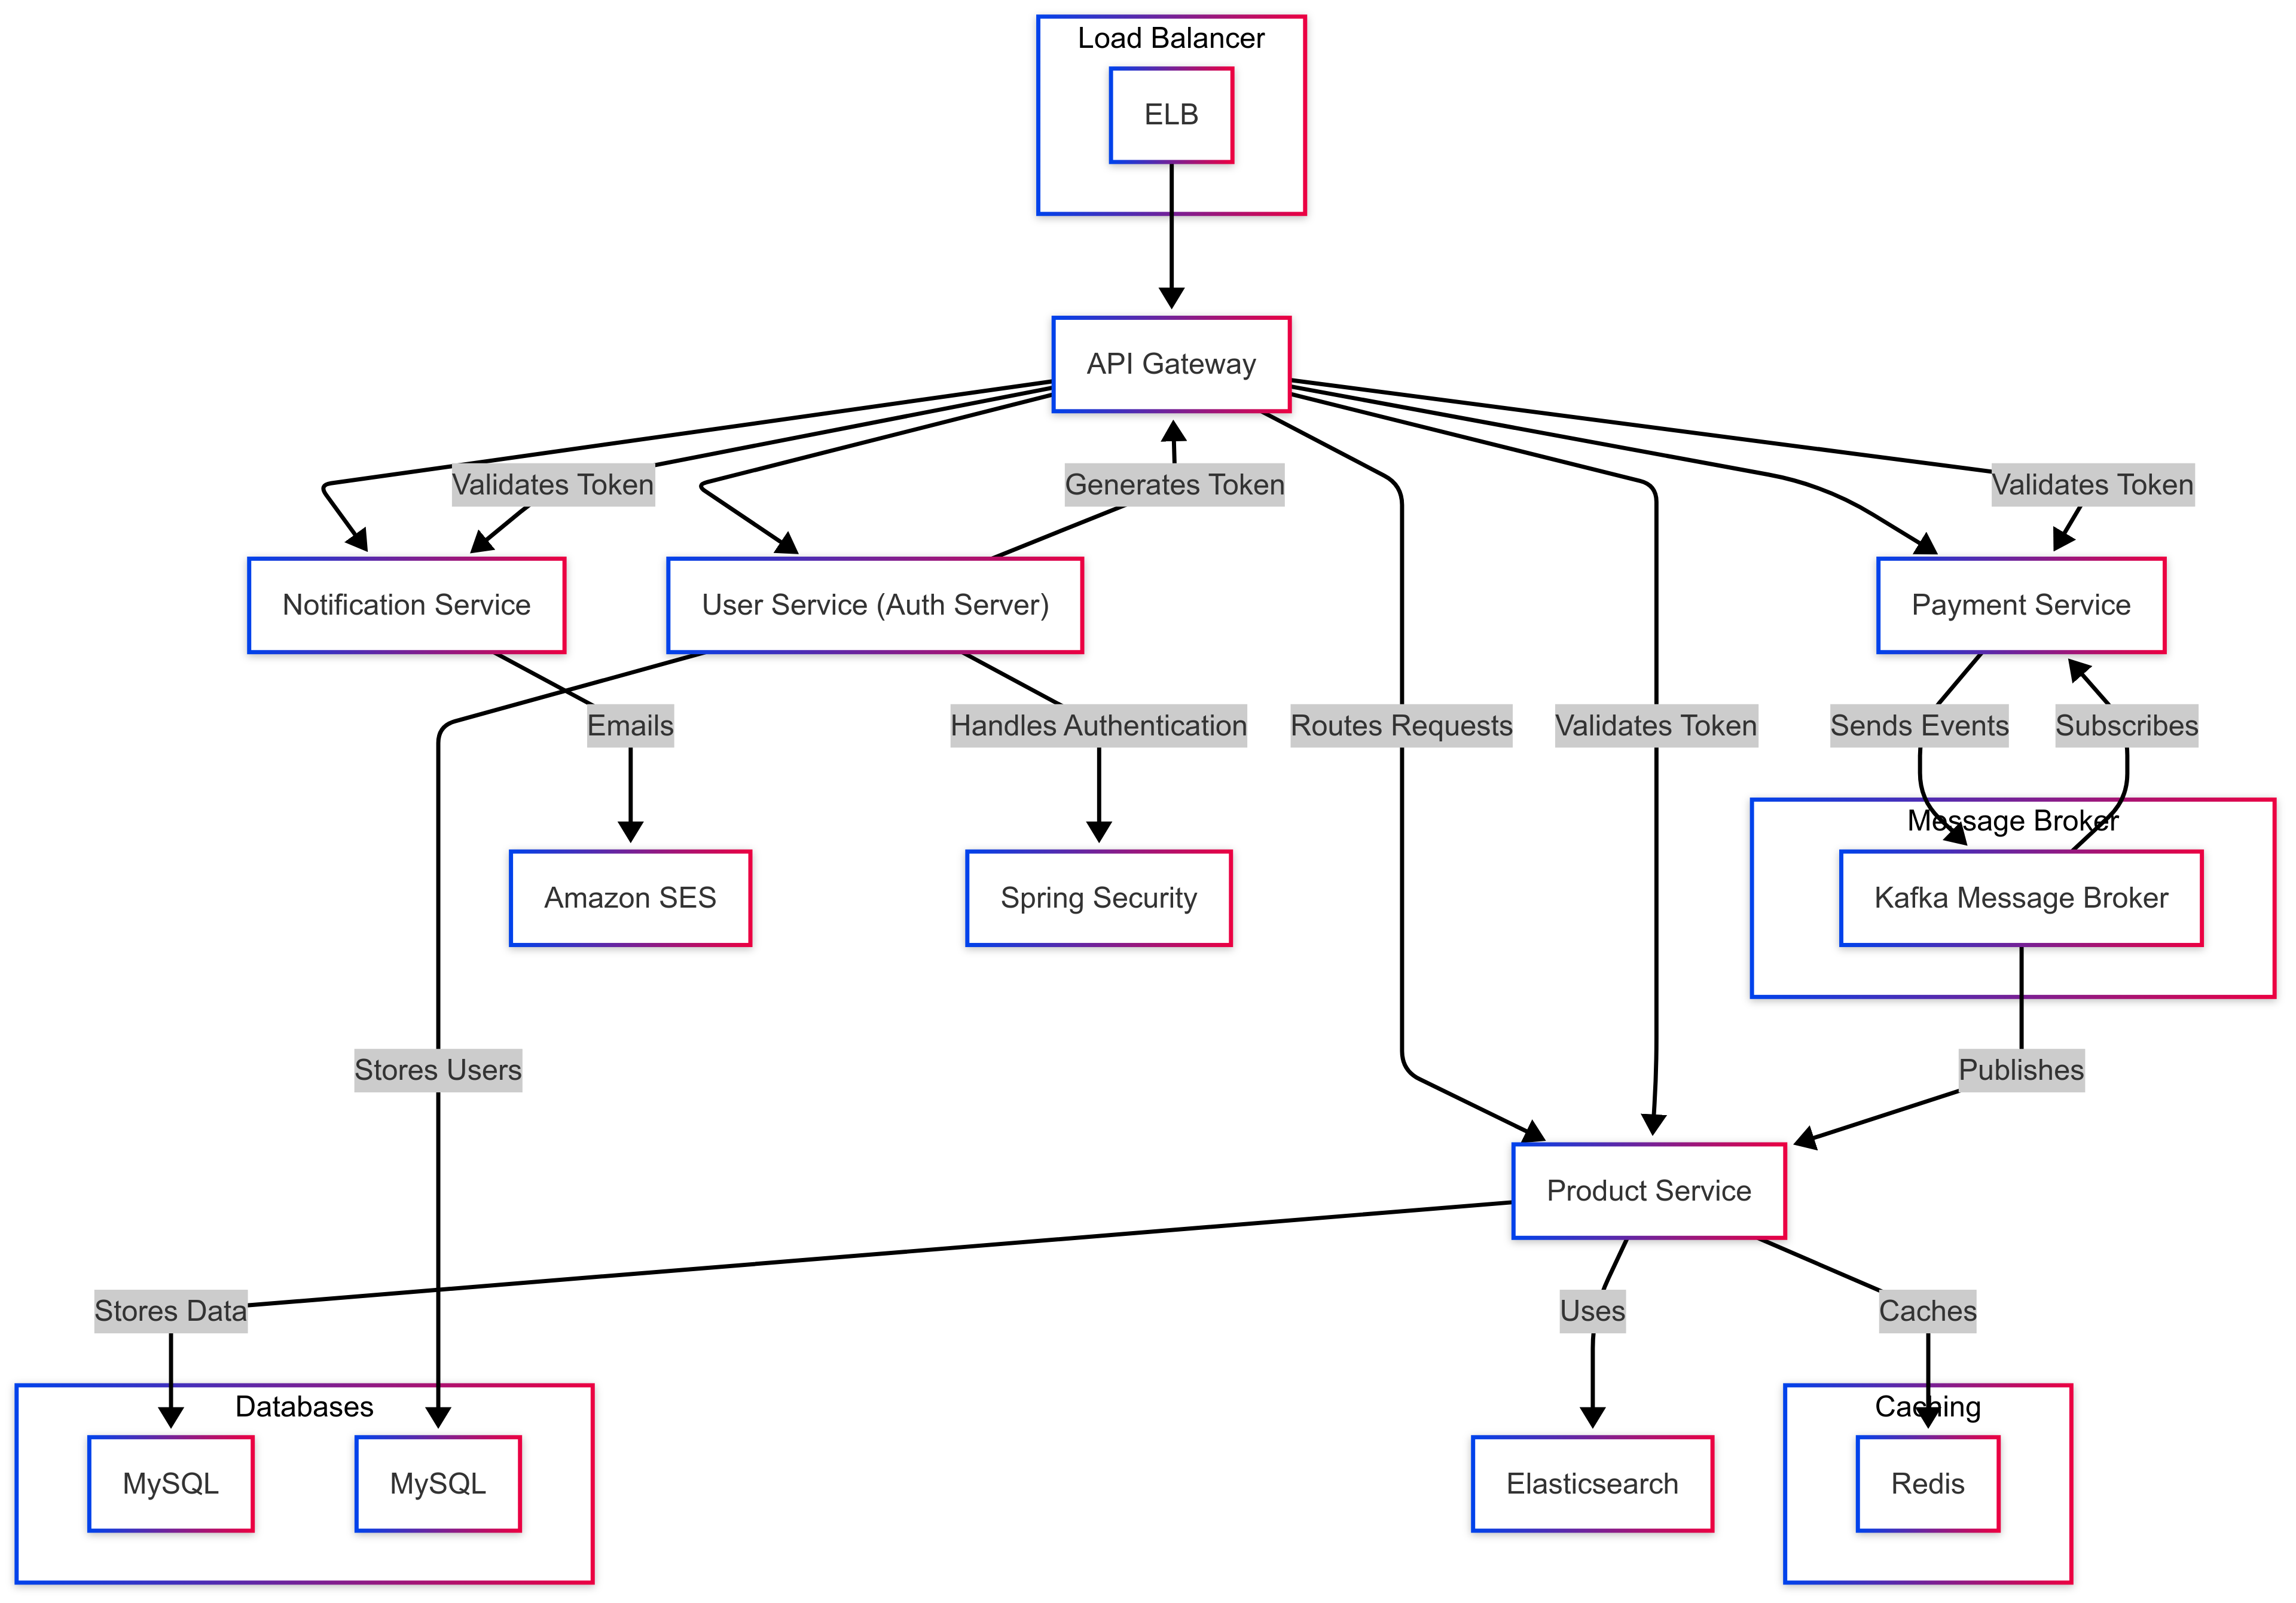 Load Balancer
ELB
API Gateway
Validates Token
Generates Token
Validates Token
Notification Service
User Service (Auth Server)
Payment Service
Emails
Handles Authentication
Routes Requests
Validates Token
Sends Events
Subscribes
Message Broker
Amazon SES
Spring Security
Kafka Message Broker
Stores Users
Publishes
Product Service
Stores Data
Uses
Caches
Databases
Caching
MySQL
MySQL
Elasticsearch
Redis